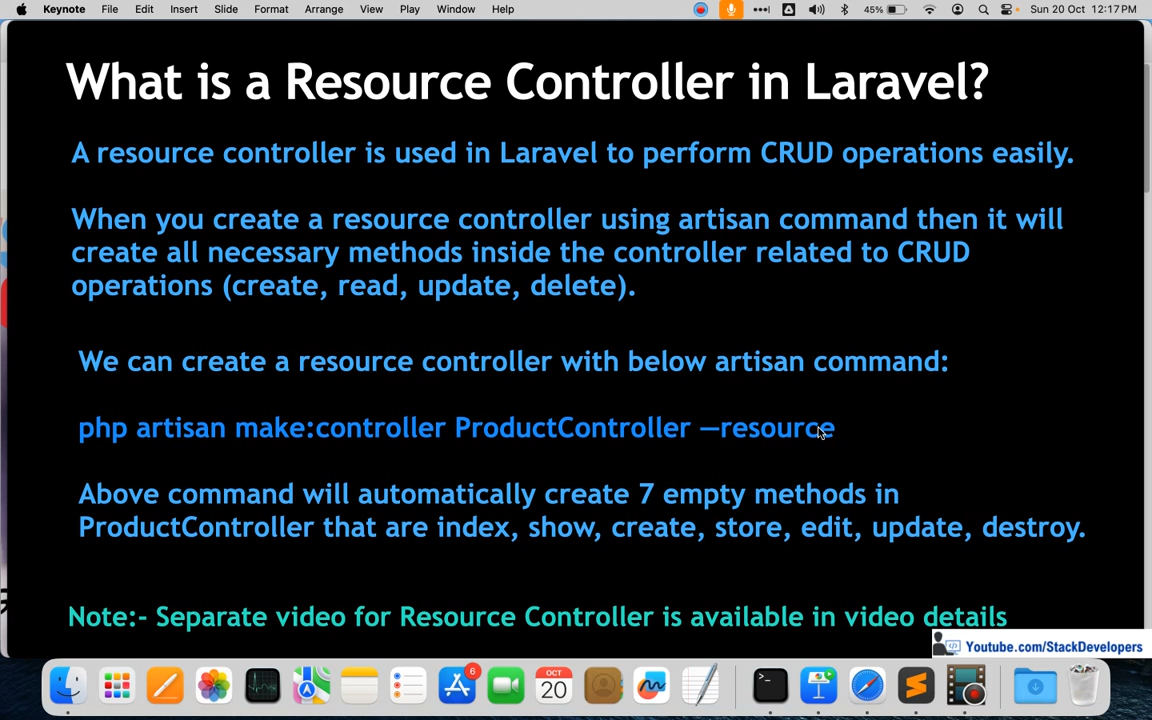 Keynote File Edit Insert Slide Format Arrange View Play Window Help 45% Sun 20 Oct 12:17 PM
What is a Resource Controller in Laravel?
A resource controller is used in Laravel to perform CRUD operations easily.
When you create a resource controller using artisan command then it will
create all necessary methods inside the controller related to CRUD
operations (create, read, update, delete).
We can create a resource controller with below artisan command:
php artisan make:controller ProductController —resource
Above command will automatically create 7 empty methods in
ProductController that are index, show, create, store, edit, update, destroy.
Note:- Separate video for Resource Controller is available in video details
Youtube.com/StackDevelopers
6
OCT
20